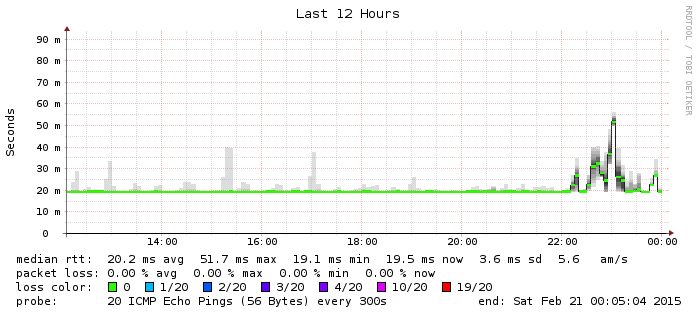 Last 12 Hours
RRDTOOL / TOBI OETIKER
Seconds
90 m
80 m
70 m
60 m
50 m
40 m
30 m
20 m
10 m
0
14:00 16:00 18:00 20:00 22:00 00:00
median rtt: 20.2 ms avg 51.7 ms max 19.1 ms min 19.5 ms now 3.6 ms sd 5.6 am/s
packet loss: 0.00 % avg 0.00 % max 0.00 % min 0.00 % now
loss color: 0 1/20 2/20 3/20 4/20 10/20 19/20
probe: 20 ICMP Echo Pings (56 Bytes) every 300s end: Sat Feb 21 00:05:04 2015